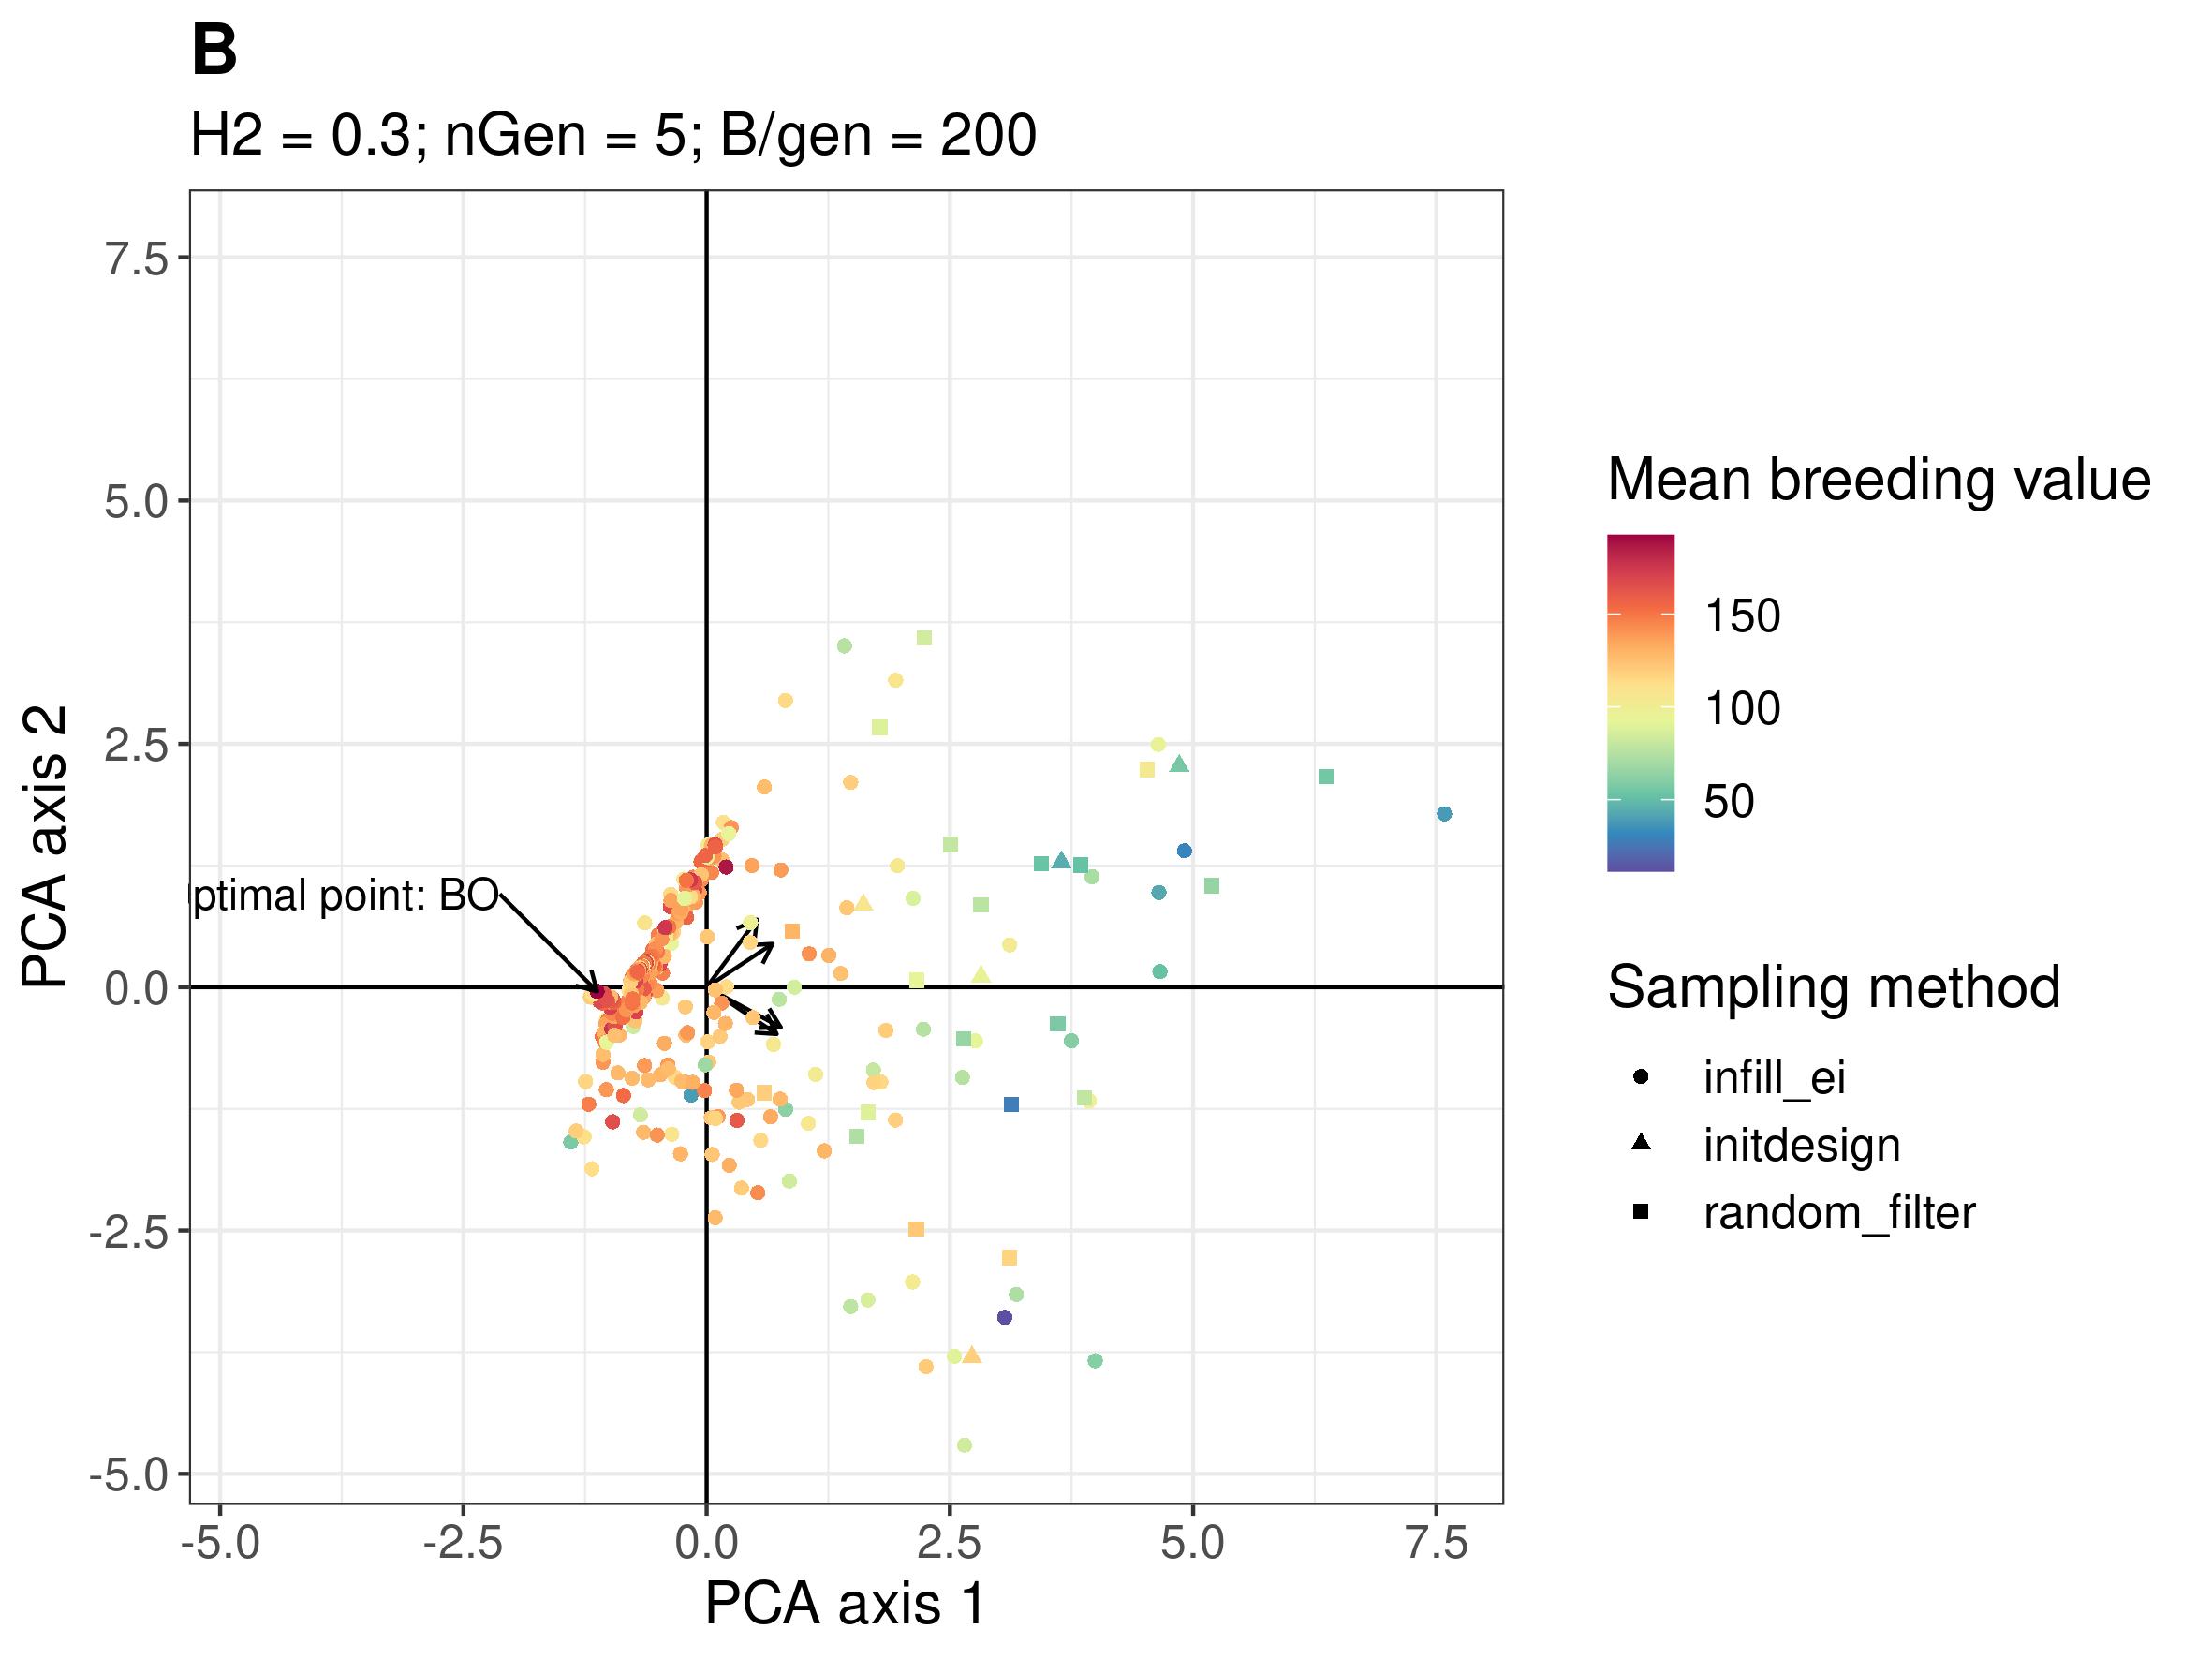 B
H2 = 0.3; nGen = 5; B/gen = 200
PCA axis 2
7.5
5.0
2.5
0.0
-2.5
-5.0
ptimal point: BO
-5.0
-2.5
0.0
2.5
5.0
7.5
PCA axis 1
Mean breeding value
150
100
50
Sampling method
infill_ei
initdesign
random_filter